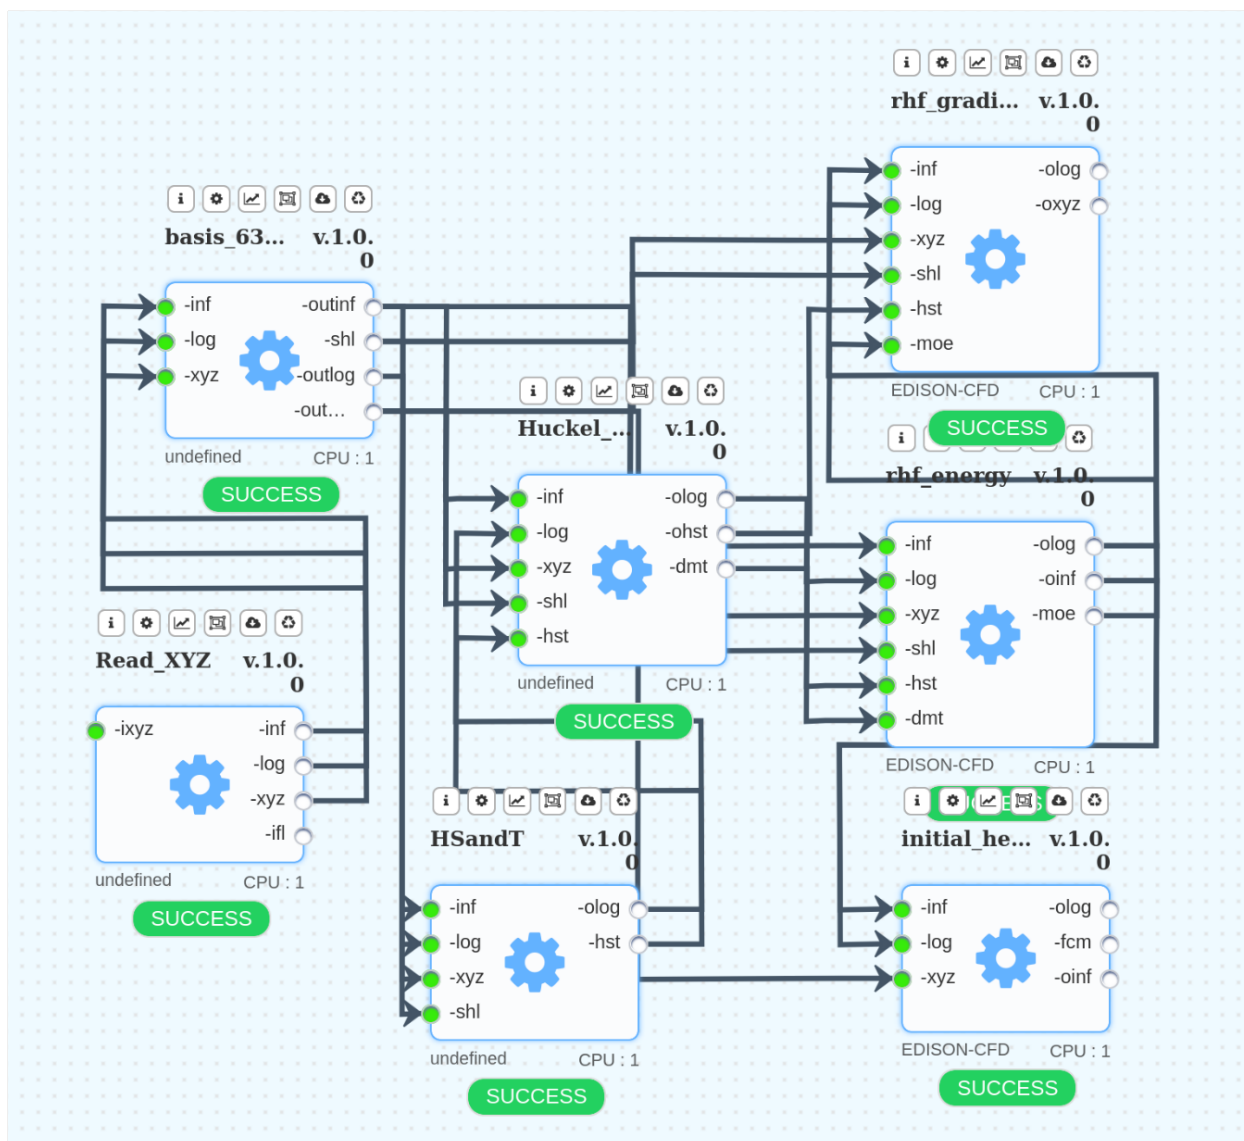 rhf_gradi... v.1.0.
0
-inf -olog
-log -oxyz
-xyz
-shl
-hst
-moe
EDISON-CFD CPU : 1
SUCCESS
basis_63... v.1.0.
0
-inf -outinf
-log -shl
-xyz -outlog
-out...
undefined CPU : 1
SUCCESS
Huckel_... v.1.0.
0
-inf -olog
-log -ohst
-xyz -dmt
-shl
-hst
undefined CPU : 1
SUCCESS
rhf_energy v.1.0.
0
-inf -olog
-log -oinf
-xyz -moe
-shl
-hst
-dmt
EDISON-CFD CPU : 1
Read_XYZ v.1.0.
0
-ixyz -inf
-log
-xyz
-ifl
undefined CPU : 1
SUCCESS
HSandT v.1.0.
0
-inf -olog
-log -hst
-xyz
-shl
undefined CPU : 1
SUCCESS
initial_he... v.1.0.
0
-inf -olog
-log -fcm
-xyz -oinf
EDISON-CFD CPU : 1
SUCCESS